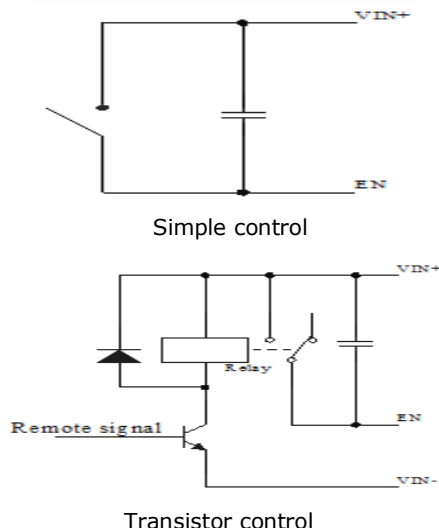 VIN+
EN
Simple control
VIN+
Relay
EN
Remote signal
VIN-
Transistor control